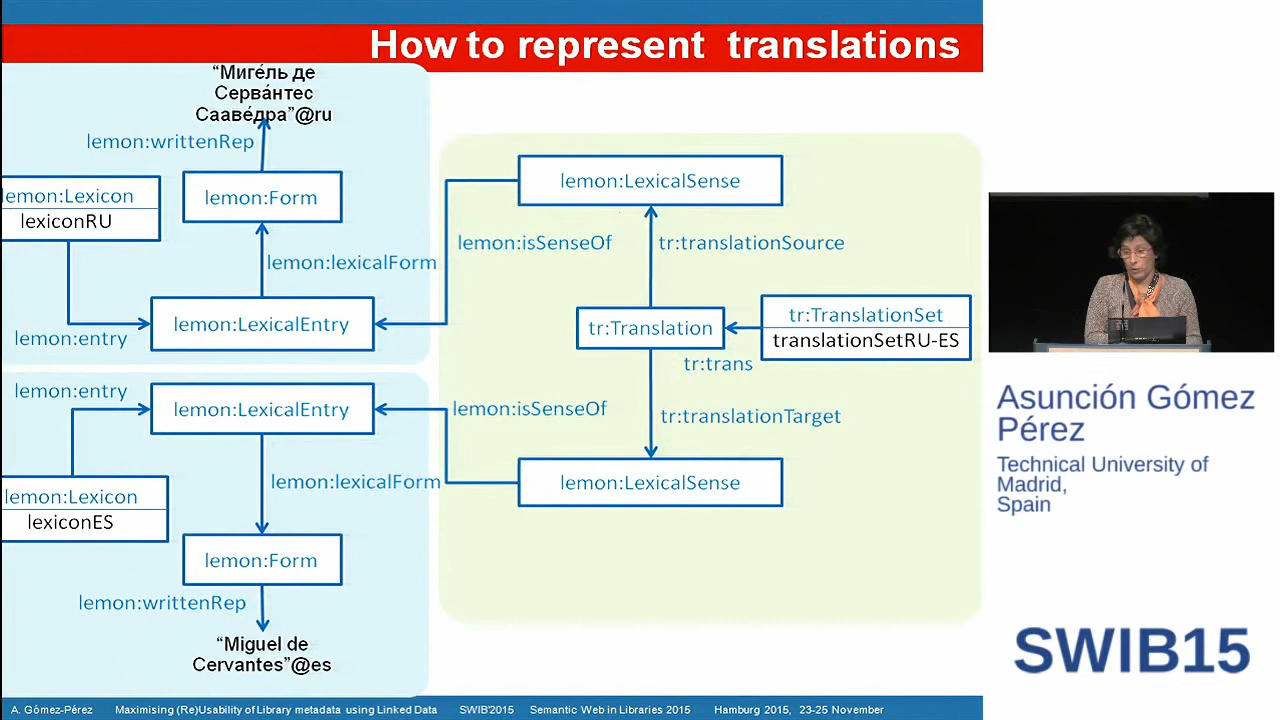 How to represent translations
“Миге́ль де
Серва́нтес
Сааве́дра”@ru
lemon:writtenRep
lemon:Lexicon
lexiconRU
lemon:Form
lemon:lexicalForm
lemon:entry
lemon:LexicalEntry
lemon:LexicalSense
lemon:isSenseOf
tr:translationSource
tr:Translation
tr:TranslationSet
translationSetRU-ES
tr:trans
lemon:entry
lemon:LexicalEntry
lemon:isSenseOf
tr:translationTarget
lemon:lexicalForm
lemon:LexicalSense
lemon:Lexicon
lexiconES
lemon:Form
lemon:writtenRep
“Miguel de
Cervantes”@es
A. Gómez-Pérez Maximising (Re)Usability of Library metadata using Linked Data SWIB'2015 Semantic Web in Libraries 2015 Hamburg 2015, 23-25 November
Asunción Gómez
Pérez
Technical University of
Madrid,
Spain
SWIB15